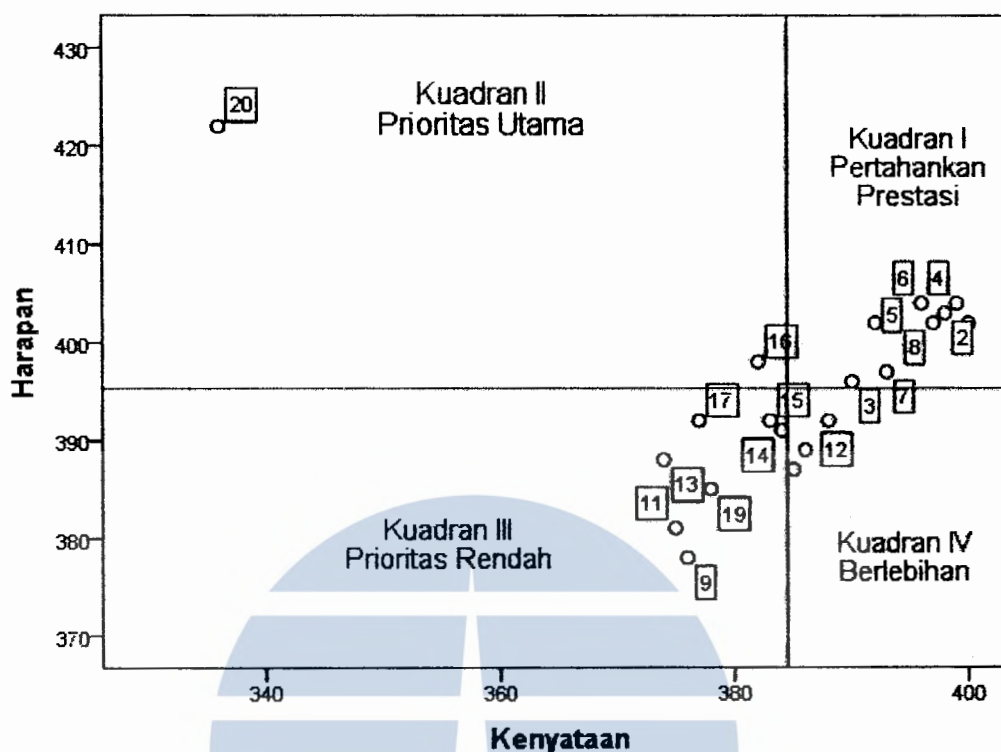 430
420
410
400
390
380
370
Harapan
20
Kuadran II
Prioritas Utama
Kuadran I
Pertahankan
Prestasi
6
4
5
8
2
16
17
15
3
7
14
12
11
13
19
9
Kuadran III
Prioritas Rendah
Kuadran IV
Berlebihan
340
360
380
400
Kenyataan